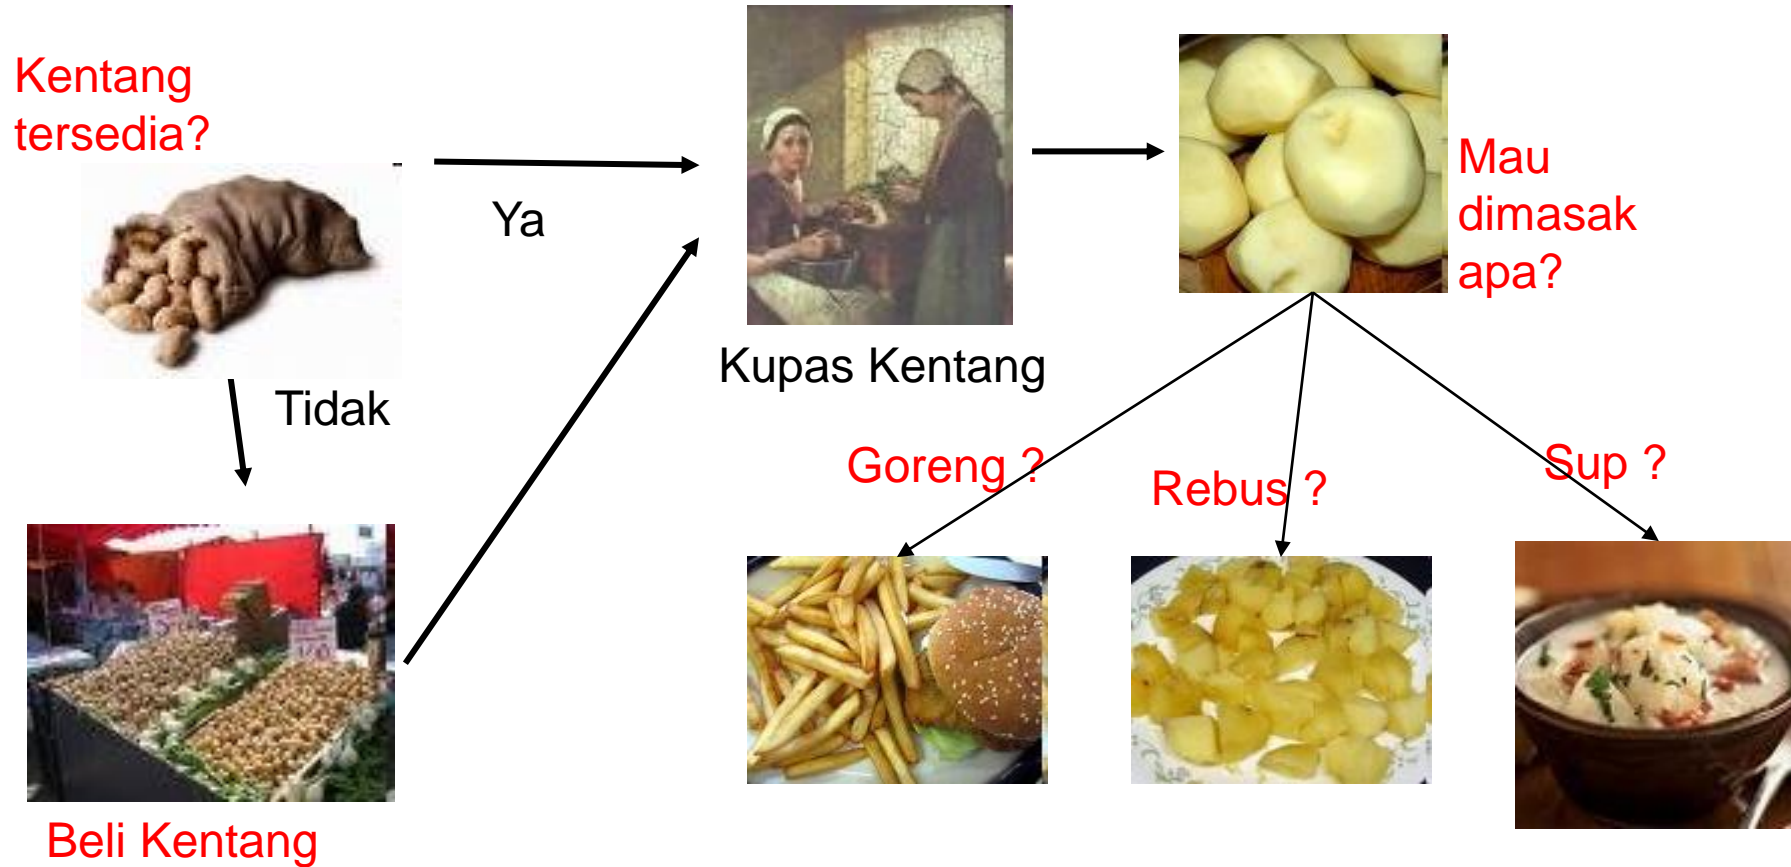 Kentang
tersedia?
Ya
Tidak
Beli Kentang
Kupas Kentang
Mau
dimasak
apa?
Goreng ?
Rebus ?
Sup ?